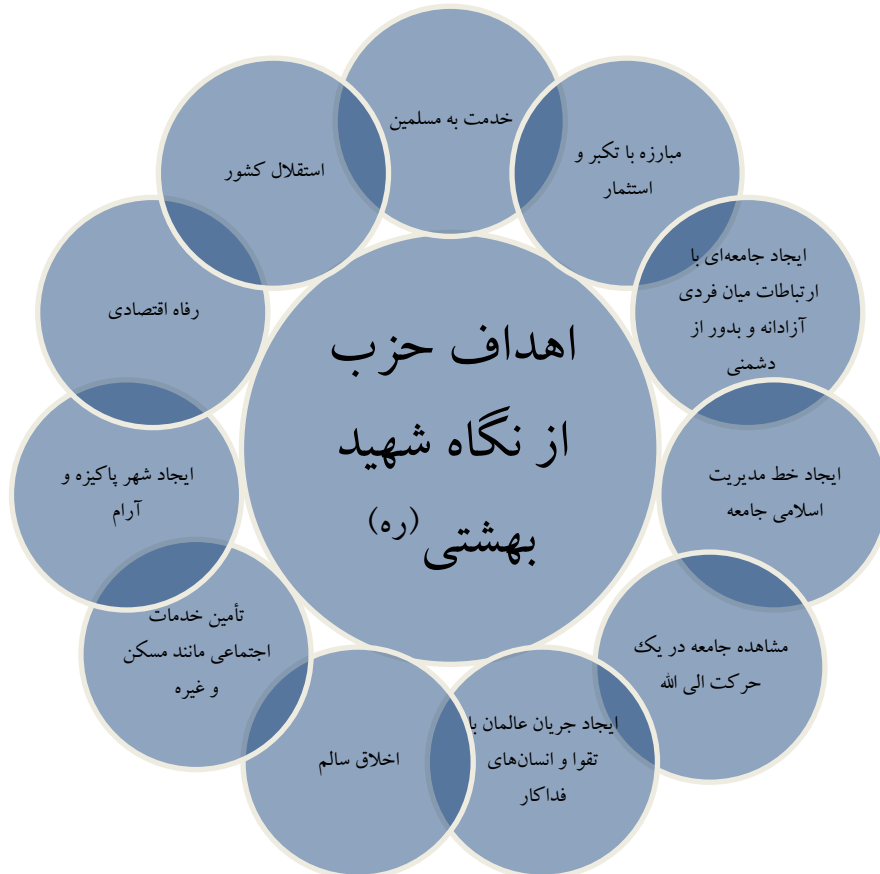 اهداف حزب
از نگاه شهید
بهشتی (ره)
خدمت به مسلمین
مبارزه با تکبر و
استثمار
ایجاد جامعه‌ای با
ارتباطات میان فردی
آزادانه و بدور از
دشمنی
ایجاد خط مدیریت
اسلامی جامعه
مشاهده جامعه در یک
حرکت الی الله
ایجاد جریان عالمان با
تقوا و انسان‌های
فداکار
اخلاق سالم
تأمین خدمات
اجتماعی مانند مسکن
و غیره
ایجاد شهر پاکیزه و
آرام
رفاه اقتصادی
استقلال کشور